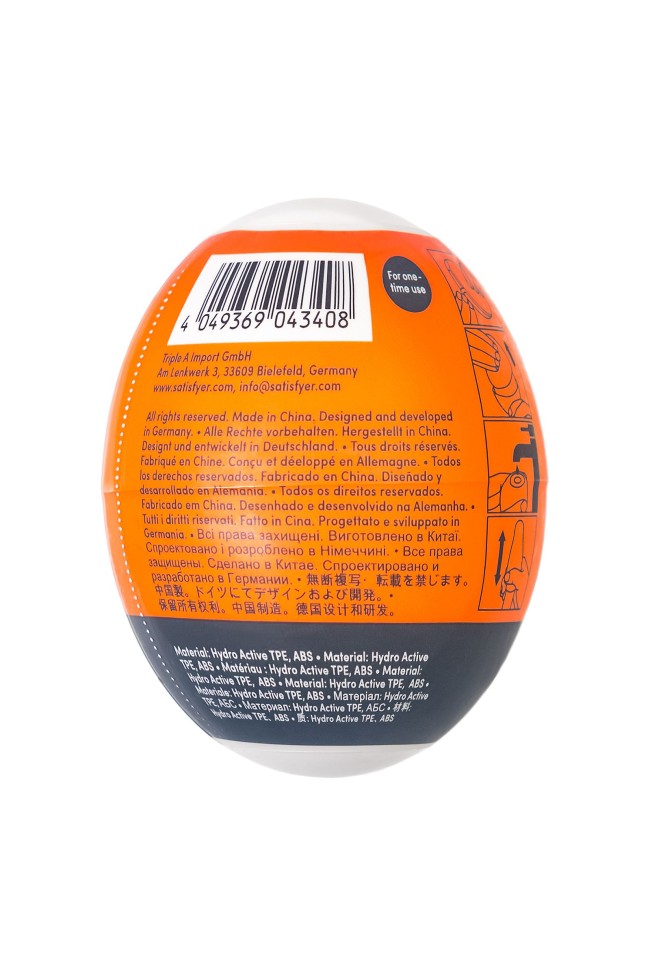 For one-
time use
4 049369 043408
Triple A Import GmbH
Am Lenkwerk 3, 33609 Bielefeld, Germany
www.satisfyer.com, info@satisfyer.com
All rights reserved. Made in China. Designed and developed
in Germany. • Alle Rechte vorbehalten. Hergestellt in China.
Designt und entwickelt in Deutschland. • Tous droits réservés.
Fabriqué en Chine. Conçu et déeloppé en Allemagne. • Todos
los derechos reservados. Fabricado en China. Diseñado y
desarrollado en Alemania. • Todos os direitos reservados.
Fabricado em China. Desenhado e desenvolvido na Alemanha. •
Tutti i diritti riservati. Fatto in Cina. Progettato e sviluppato in
Germania. • Всі права захищені. Виготовлено в Китаї.
Спроектовано і розроблено в Німеччині. • Все права
защищены. Сделано в Китае. Спроектировано и
разработано в Германии. • 無断複写・転載を禁じます。
中国製。ドイツにてデザインおよび開発。•
保留所有权利。中国制造。德国设计和研发。
Material: Hydro Active TPE, ABS • Material: Hydro Active
TPE, ABS • Matériau : Hydro Active TPE, ABS • Material:
Hydro Active TPE, ABS • Material: Hydro Active TPE, ABS •
Materiale: Hydro Active TPE, ABS • Матеріал: Hydro Active
TPE, АБС • Материал: Hydro Active TPE, АБС • 材料:
Hydro Active TPE, ABS • 质: Hydro Active TPE, ABS